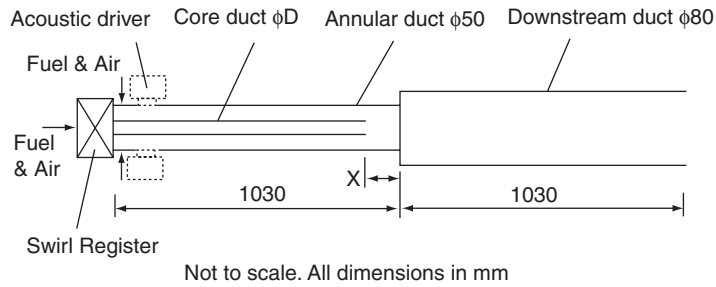 Acoustic driver
Core duct ϕD
Annular duct ϕ50
Downstream duct ϕ80
Fuel & Air
Fuel
& Air
X
1030
1030
Swirl Register
Not to scale. All dimensions in mm